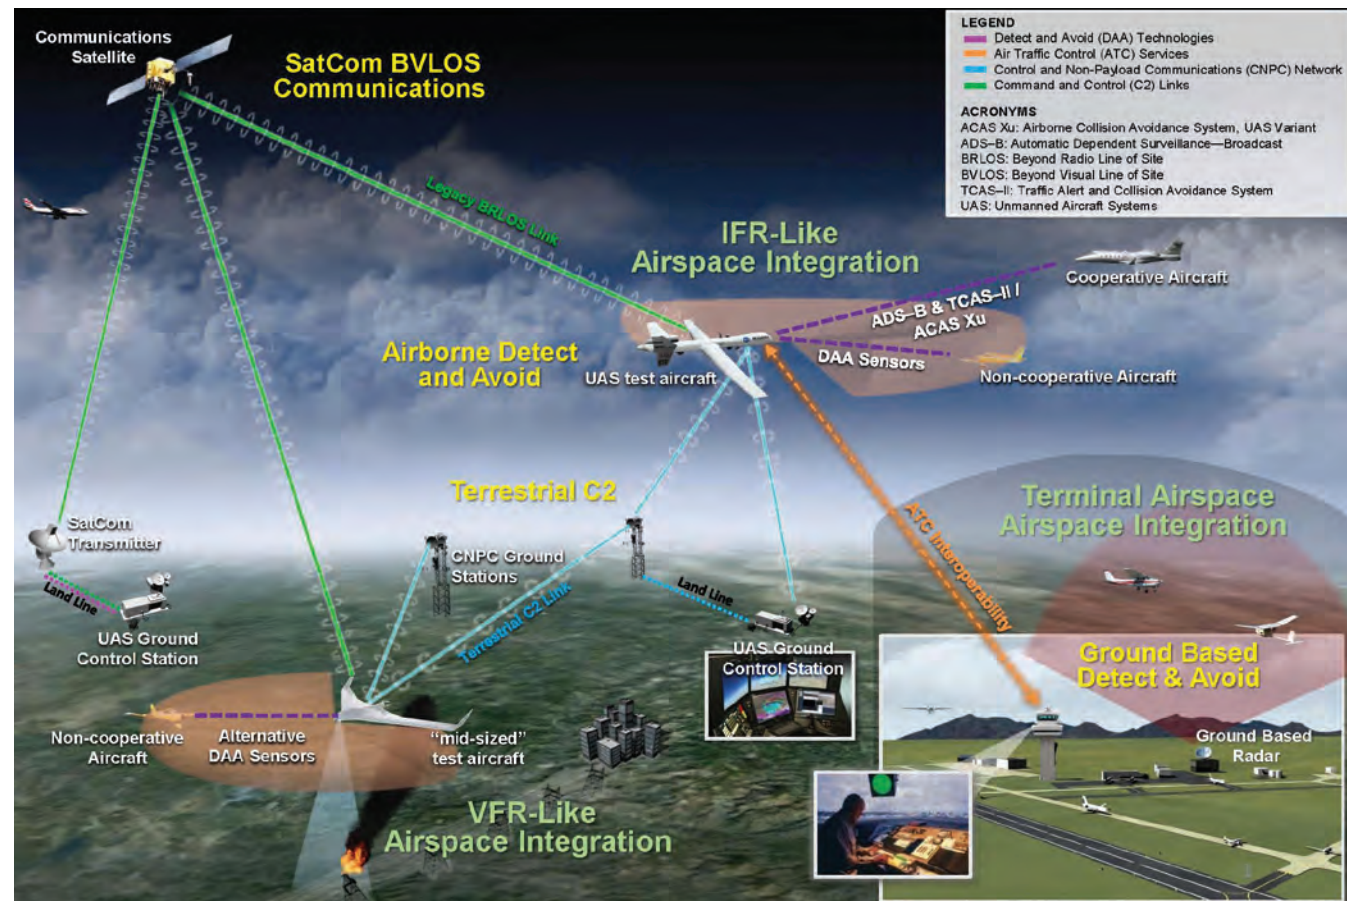 Communications
Satellite
SatCom BVLOS
Communications
LEGEND
Detect and Avoid (DAA) Technologies
Air Traffic Control (ATC) Services
Control and Non-Payload Communications (CNPC) Network
Command and Control (C2) Links
ACRONYMS
ACAS Xu: Airborne Collision Avoidance System, UAS Variant
ADS–B: Automatic Dependent Surveillance—Broadcast
BRLOS: Beyond Radio Line of Site
BVLOS: Beyond Visual Line of Site
TCAS–II: Traffic Alert and Collision Avoidance System
UAS: Unmanned Aircraft Systems
Legacy BRLOS Link
IFR-Like
Airspace Integration
Cooperative Aircraft
ADS–B & TCAS–II /
ACAS Xu
DAA Sensors
Non-cooperative Aircraft
Airborne Detect
and Avoid
UAS test aircraft
Terrestrial C2
Terminal Airspace
Airspace Integration
ATC Interoperability
SatCom
Transmitter
Land Line
UAS Ground
Control Station
CNPC Ground
Stations
Terrestrial C2 Link
Land Line
UAS Ground
Control Station
Ground Based
Detect & Avoid
Ground Based
Radar
Non-cooperative
Aircraft
Alternative
DAA Sensors
“mid-sized”
test aircraft
VFR-Like
Airspace Integration